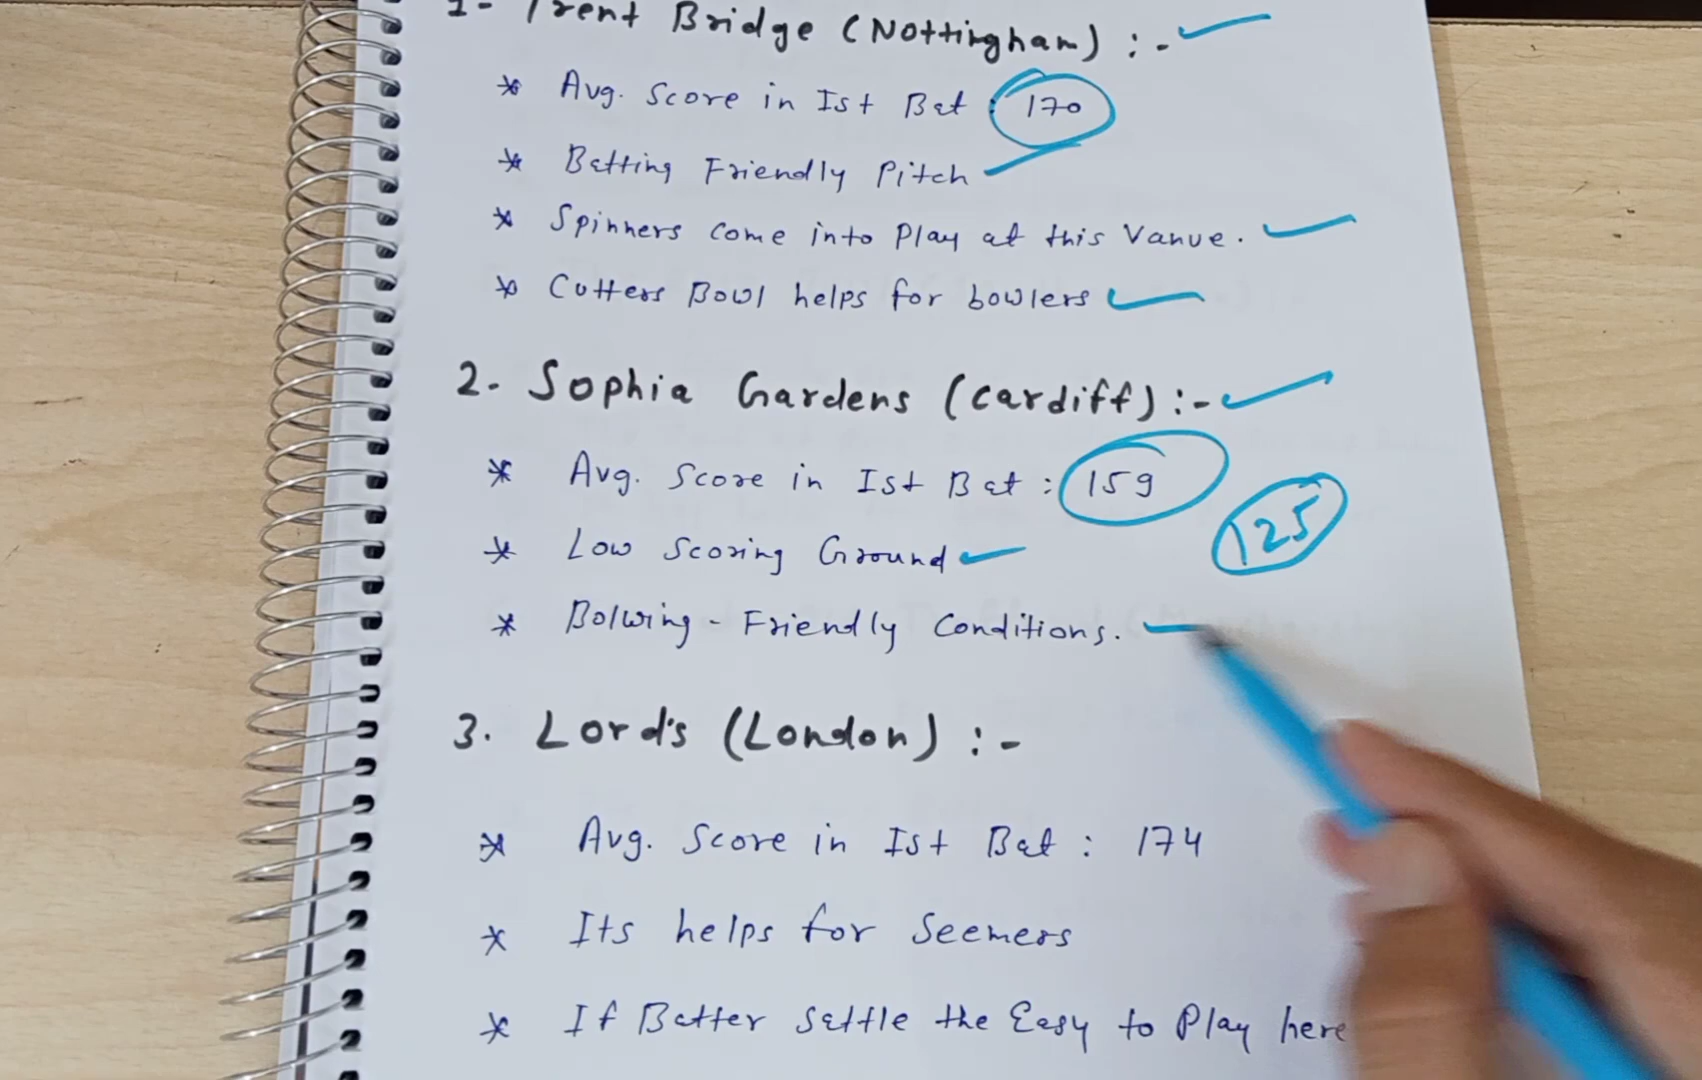 1- Trent Bridge (Nottingham) :-
* Avg. Score in Ist Bat : 170
* Batting Friendly Pitch
* Spinners come into Play at this Vanue.
* Cutters Bowl helps for bowlers
2- Sophia Gardens (Cardiff) :-
* Avg. Score in Ist Bat : 159
125
* Low Scoring Ground
* Bolwing - Friendly Conditions.
3. Lord's (London) :-
* Avg. Score in Ist Bat : 174
* Its helps for Seemers
* If Batter Settle the Easy to Play here